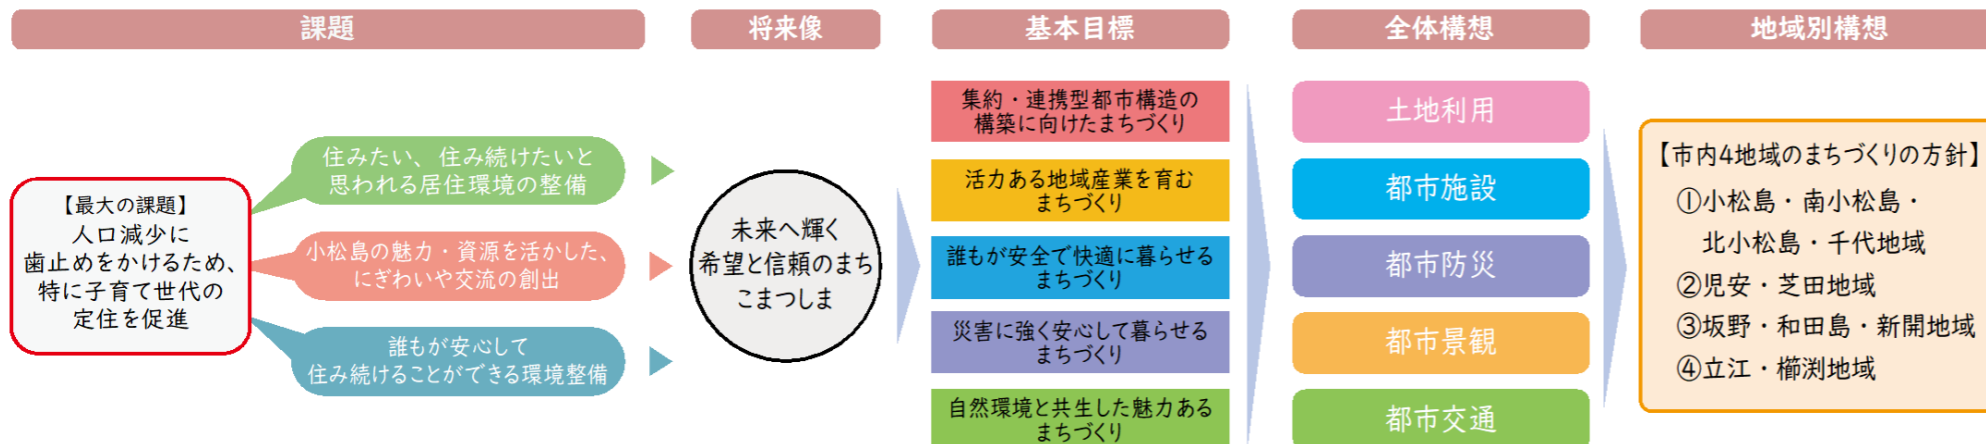 課題
【最大の課題】
人口減少に
歯止めをかけるため、
特に子育て世代の
定住を促進
住みたい、住み続けたいと
思われる居住環境の整備
小松島の魅力・資源を活かした、
にぎわいや交流の創出
誰もが安心して
住み続けることができる環境整備
将来像
未来へ輝く
希望と信頼のまち
こまつしま
基本目標
集約・連携型都市構造の
構築に向けたまちづくり
活力ある地域産業を育む
まちづくり
誰もが安全で快適に暮らせる
まちづくり
災害に強く安心して暮らせる
まちづくり
自然環境と共生した魅力ある
まちづくり
全体構想
土地利用
都市施設
都市防災
都市景観
都市交通
地域別構想
【市内4地域のまちづくりの方針】
①小松島・南小松島・
北小松島・千代地域
②児安・芝田地域
③坂野・和田島・新開地域
④立江・櫛渕地域